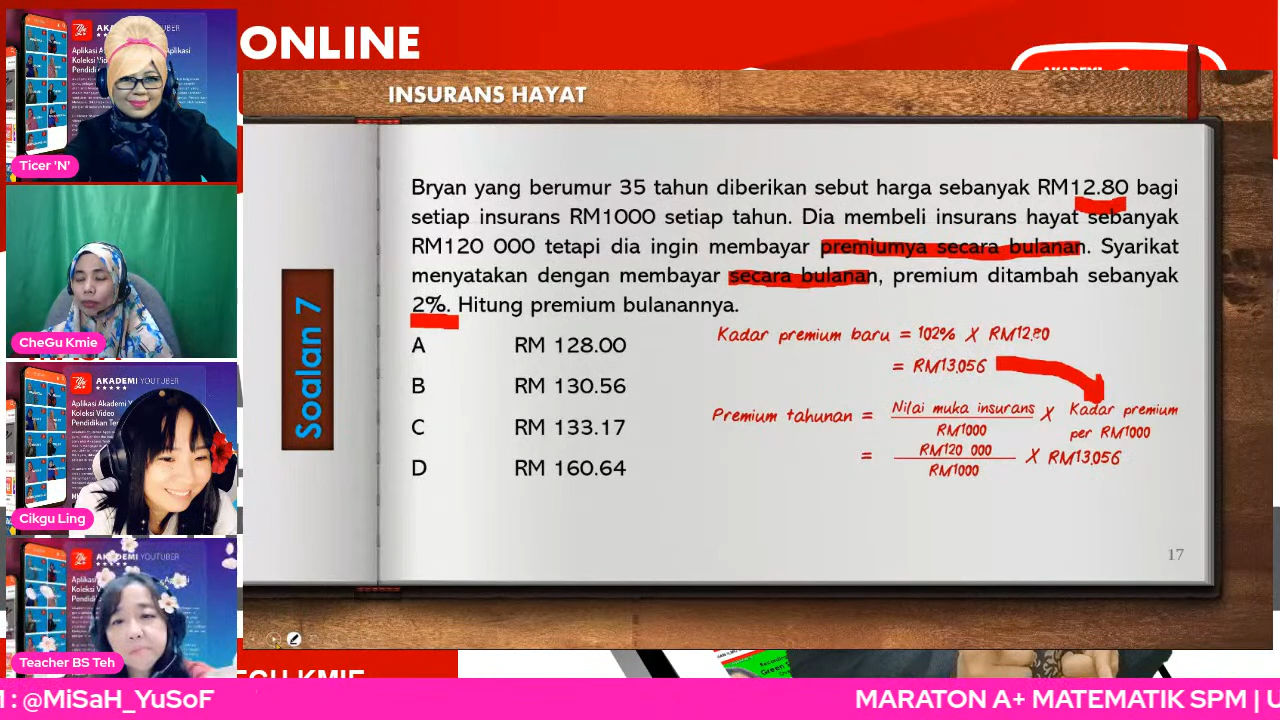 ONLINE
INSURANS HAYAT
Soalan 7
Bryan yang berumur 35 tahun diberikan sebut harga sebanyak RM12.80 bagi
setiap insurans RM1000 setiap tahun. Dia membeli insurans hayat sebanyak
RM120 000 tetapi dia ingin membayar premiumya secara bulanan. Syarikat
menyatakan dengan membayar secara bulanan, premium ditambah sebanyak
2%. Hitung premium bulanannya.
A RM 128.00
B RM 130.56
C RM 133.17
D RM 160.64
Kadar premium baru = 102% X RM12.80
= RM13.056
Premium tahunan = Nilai muka insurans / RM1000 X Kadar premium per RM1000
= RM120 000 / RM1000 X RM13.056
17
Ticer 'N'
CheGu Kmie
Cikgu Ling
Teacher BS Teh
AKADEMI YOUTUBER
: @MiSaH_YuSoF
MARATON A+ MATEMATIK SPM | U